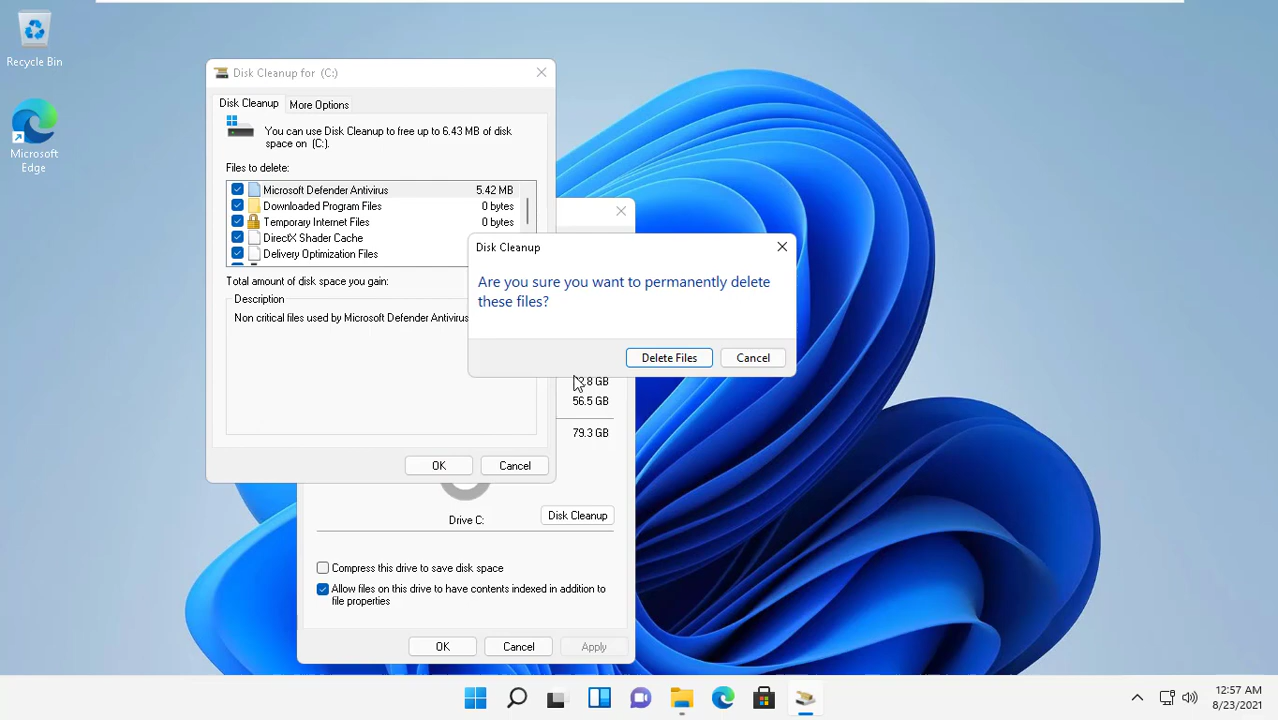 Recycle Bin
Microsoft
Edge
Disk Cleanup for (C:)
Disk Cleanup
More Options
You can use Disk Cleanup to free up to 6.43 MB of disk
space on (C:).
Files to delete:
Microsoft Defender Antivirus 5.42 MB
Downloaded Program Files 0 bytes
Temporary Internet Files 0 bytes
DirectX Shader Cache
Delivery Optimization Files
Total amount of disk space you gain:
Description
Non critical files used by Microsoft Defender Antivirus
OK
Cancel
Disk Cleanup
Are you sure you want to permanently delete
these files?
Delete Files
Cancel
GB
56.5 GB
79.3 GB
Drive C:
Disk Cleanup
Compress this drive to save disk space
Allow files on this drive to have contents indexed in addition to
file properties
OK
Cancel
Apply
12:57 AM
8/23/2021